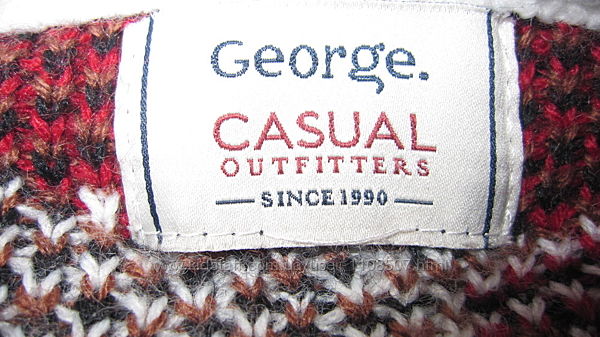 George.
CASUAL
OUTFITTERS
SINCE 1990